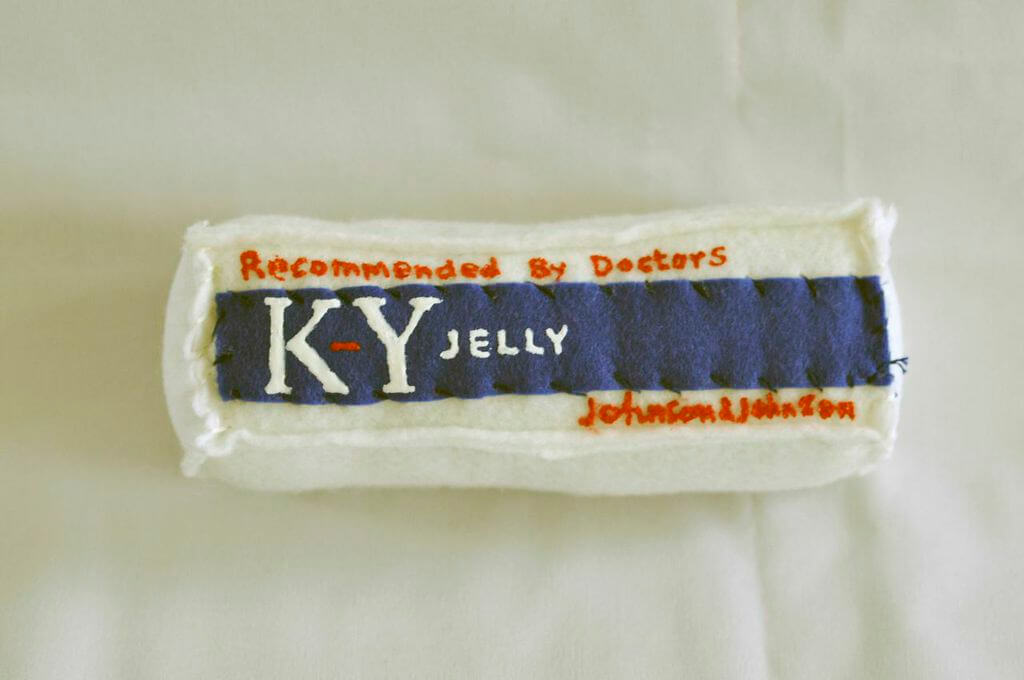 Recommended By Doctors
K-Y JELLY
Johnson&Johnson